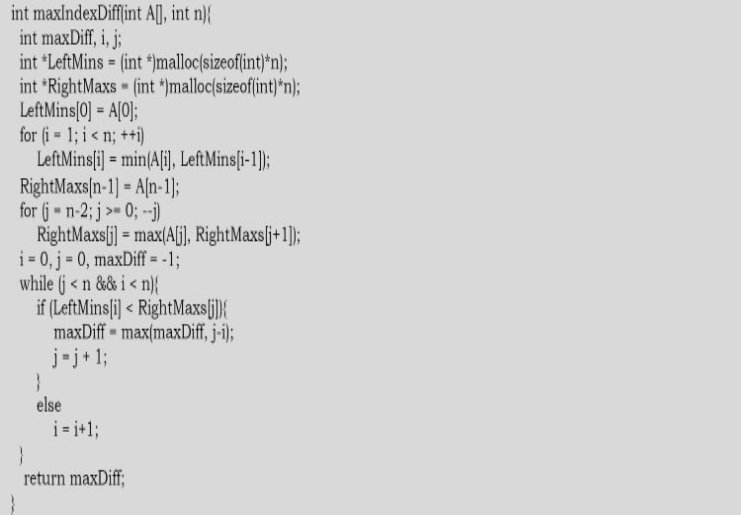 int maxIndexDiff(int A[], int n){
int maxDiff, i, j;
int *LeftMins = (int *)malloc(sizeof(int)*n);
int *RightMaxs = (int *)malloc(sizeof(int)*n);
LeftMins[0] = A[0];
for (i = 1; i < n; ++i)
LeftMins[i] = min(A[i], LeftMins[i-1]);
RightMaxs[n-1] = A[n-1];
for (j = n-2; j >= 0; --j)
RightMaxs[j] = max(A[j], RightMaxs[j+1]);
i = 0, j = 0, maxDiff = -1;
while (j < n && i < n){
if (LeftMins[i] < RightMaxs[j]){
maxDiff = max(maxDiff, j-i);
j = j + 1;
}
else
i = i+1;
}
return maxDiff;
}